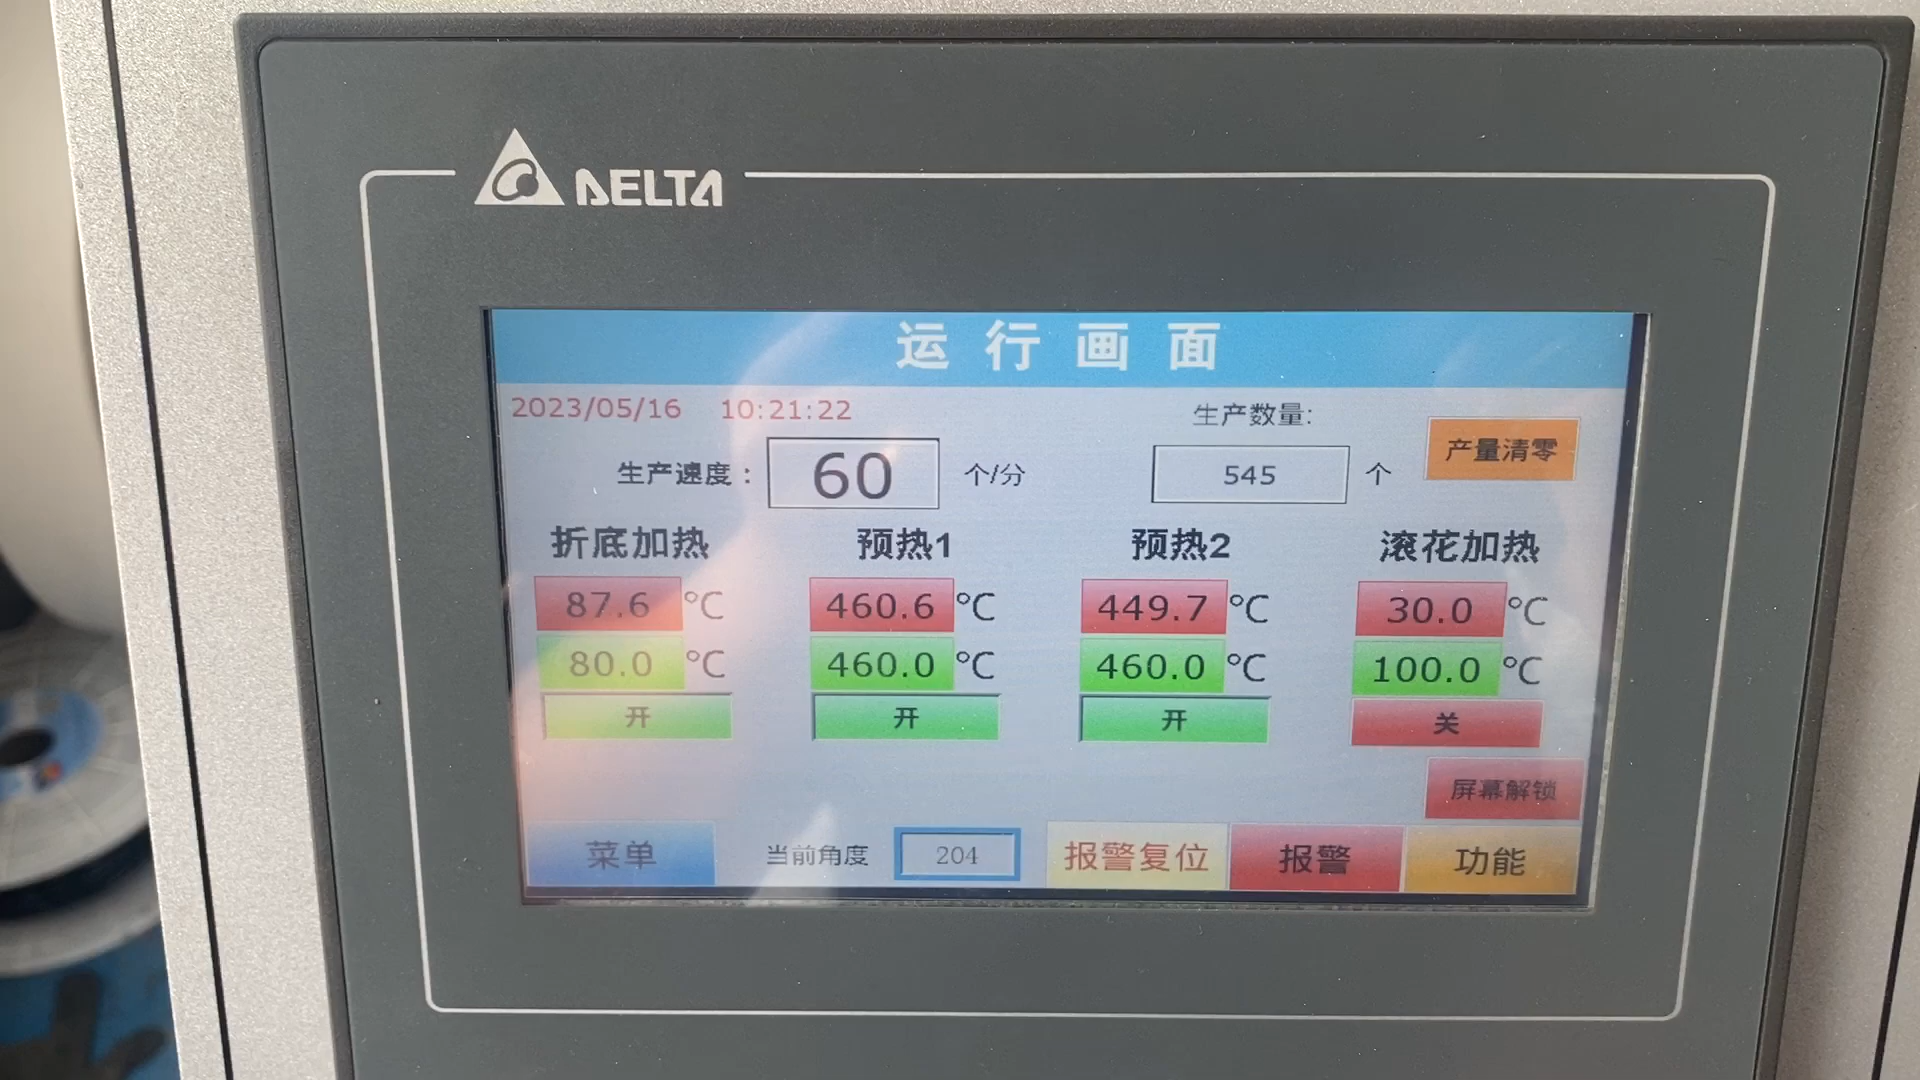 DELTA
运行画面
2023/05/16 10:21:22
生产数量:
产量清零
生产速度: 60 个/分
545 个
折底加热 预热1 预热2 滚花加热
87.6 °C 460.6 °C 449.7 °C 30.0 °C
80.0 °C 460.0 °C 460.0 °C 100.0 °C
开 开 开 关
屏幕解锁
菜单 当前角度 204 报警复位 报警 功能